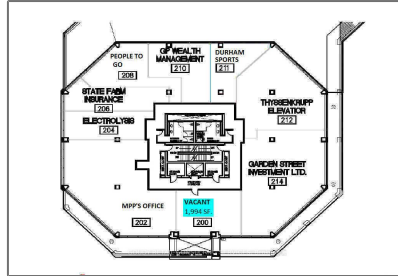 PEOPLE TO
GO
208
GP WEALTH
MANAGEMENT
210
DURHAM
SPORTS
211
STATE FARM
INSURANCE
206
ELECTROLYSIS
204
THYSSENKRUPP
ELEVATOR
212
GARDEN STREET
INVESTMENT LTD.
214
MPP'S OFFICE
202
VACANT
1,994 SF.
200